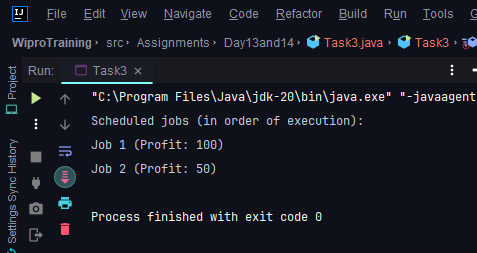 IJ File Edit View Navigate Code Refactor Build Run Tools
WiproTraining › src › Assignments › Day13and14 › Task3.java › Task3 ›
Run: Task3 ×
Project
"C:\Program Files\Java\jdk-20\bin\java.exe" "-javaagent
Scheduled jobs (in order of execution):
Job 1 (Profit: 100)
Job 2 (Profit: 50)
Settings Sync History
Process finished with exit code 0